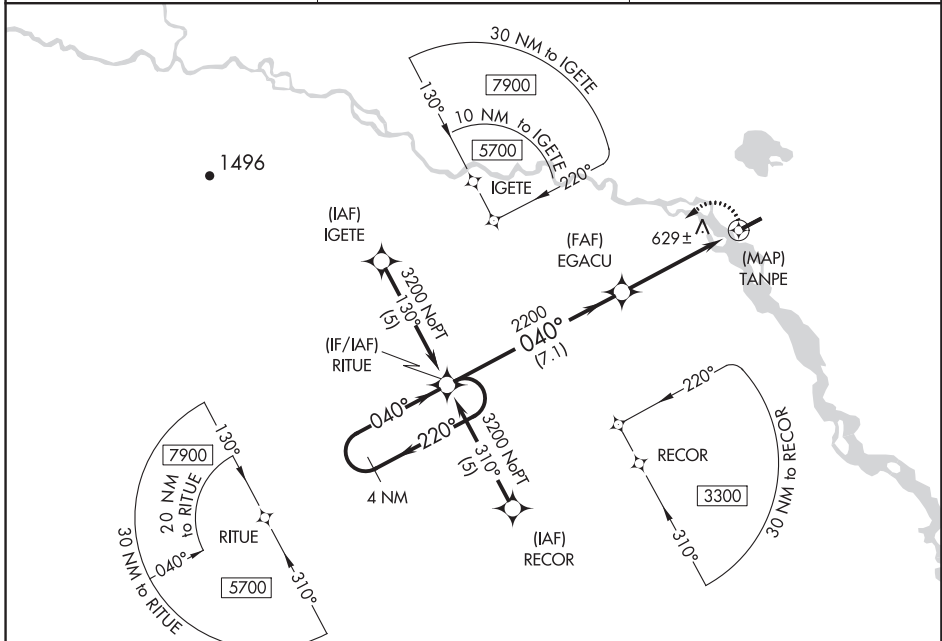 30 NM to IGETE
7900
130°
10 NM to IGETE
5700
220°
IGETE
1496
(IAF)
IGETE
3200 NoPT
130°
(5)
(FAF)
EGACU
629±
(MAP)
TANPE
2200
040°
(7.1)
(IF/IAF)
RITUE
040°
220°
4 NM
3200 NoPT
310°
(5)
(IAF)
RECOR
220°
RECOR
3300
310°
30 NM to RECOR
7900
130°
20 NM
to RITUE
RITUE
040°
5700
310°
30 NM to RITUE